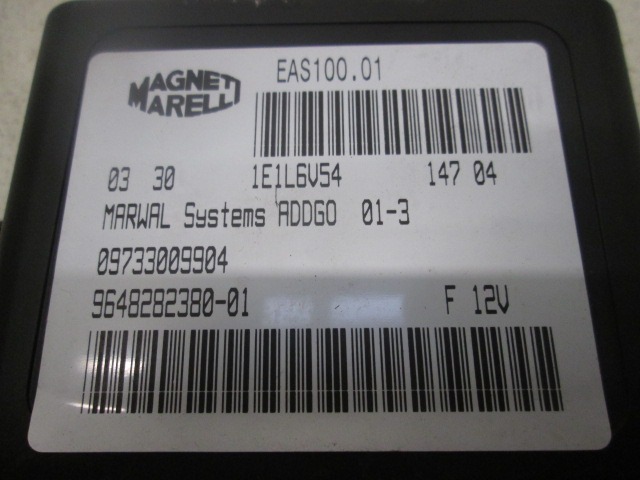 MAGNETI
MARELLI
EAS100.01
03 30 1E1L6V54 147 04
MARWAL Systems ADDGO 01-3
09733009904
9648282380-01 F 12V